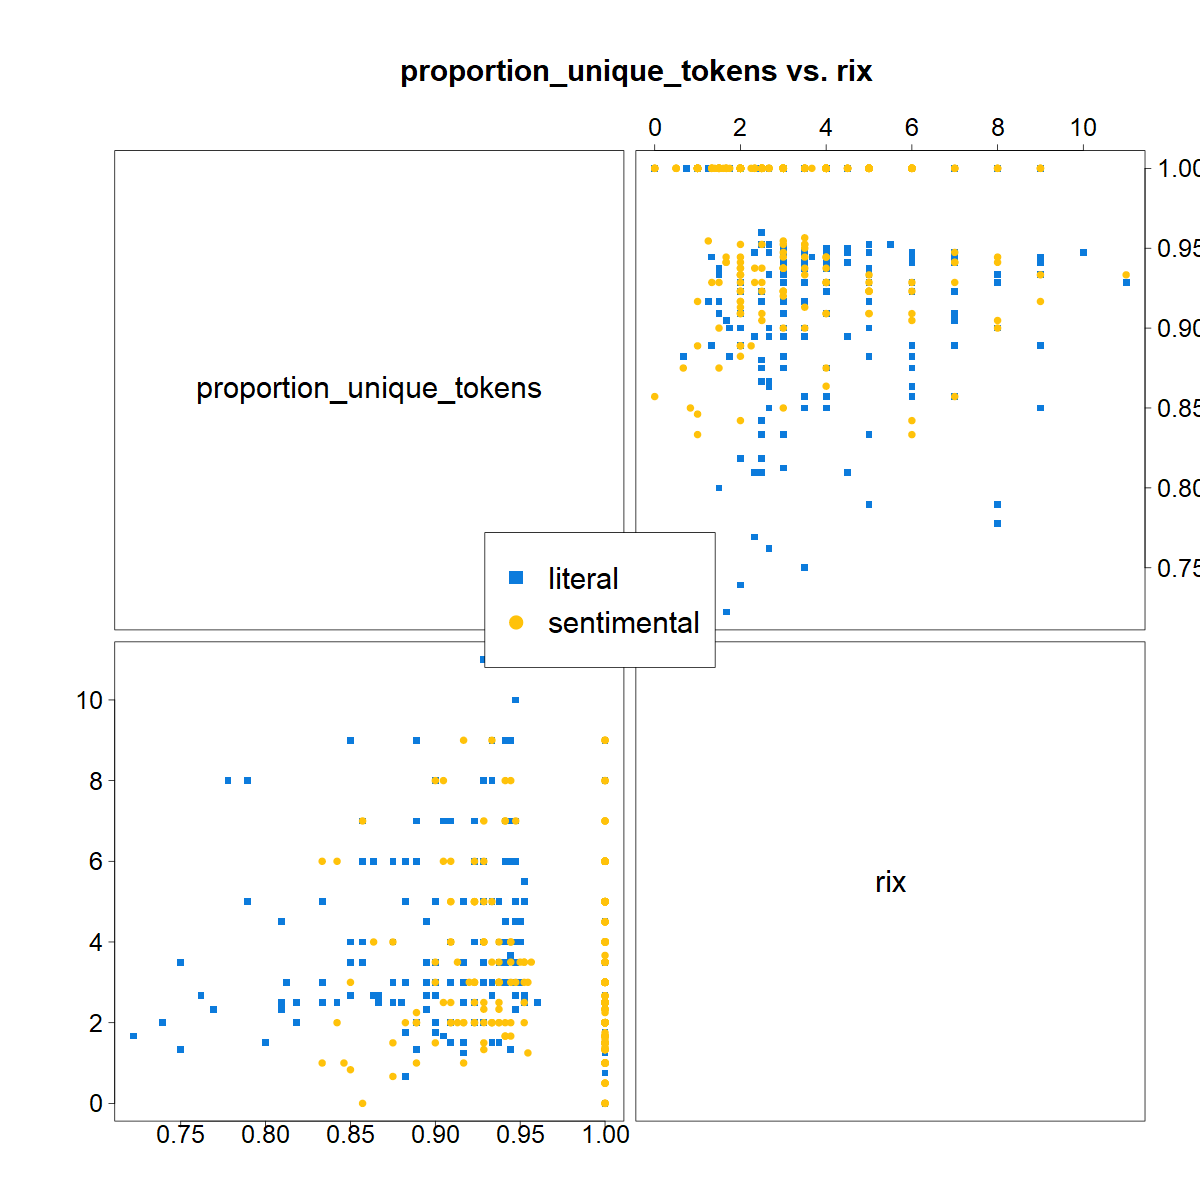 proportion_unique_tokens vs. rix
0 2 4 6 8 10
1.00
0.95
0.90
0.85
0.80
0.75
proportion_unique_tokens
literal
sentimental
10
8
6
4
2
0
rix
0.75 0.80 0.85 0.90 0.95 1.00